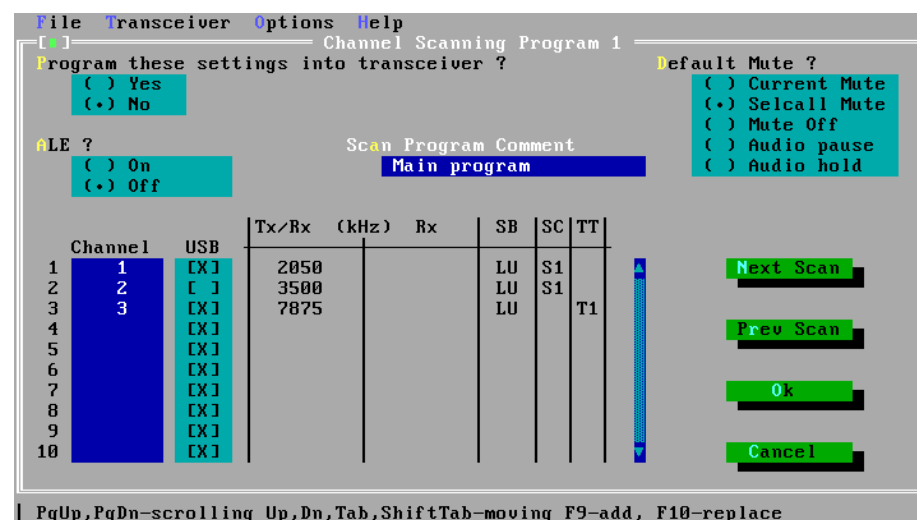 File Transceiver Options Help
[■] Channel Scanning Program 1
Program these settings into transceiver ?
( ) Yes
(•) No
Default Mute ?
( ) Current Mute
(•) Selcall Mute
( ) Mute Off
( ) Audio pause
( ) Audio hold
ALE ?
( ) On
(•) Off
Scan Program Comment
Main program
Channel USB Tx/Rx (kHz) Rx SB SC TT
1 1 [X] 2050 LU S1
2 2 [ ] 3500 LU S1
3 3 [X] 7875 LU T1
4 [X]
5 [X]
6 [X]
7 [X]
8 [X]
9 [X]
10 [X]
Next Scan
Prev Scan
Ok
Cancel
PgUp,PgDn-scrolling Up,Dn,Tab,ShiftTab-moving F9-add, F10-replace